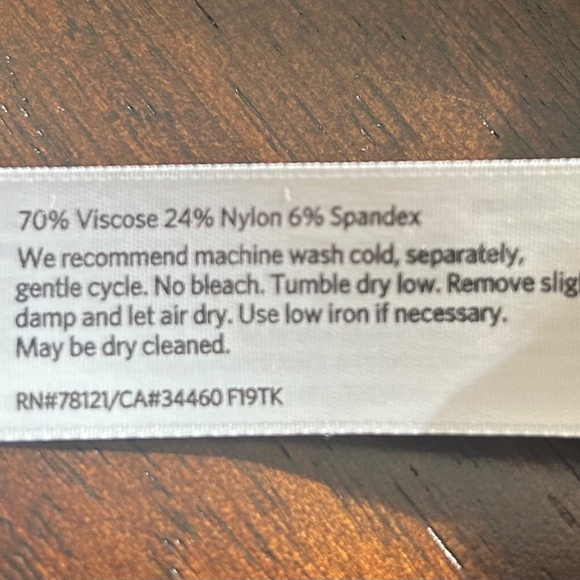 70% Viscose 24% Nylon 6% Spandex
We recommend machine wash cold, separately,
gentle cycle. No bleach. Tumble dry low. Remove
damp and let air dry. Use low iron if necessary.
May be dry cleaned.
RN#78121/CA#34460 F19TK